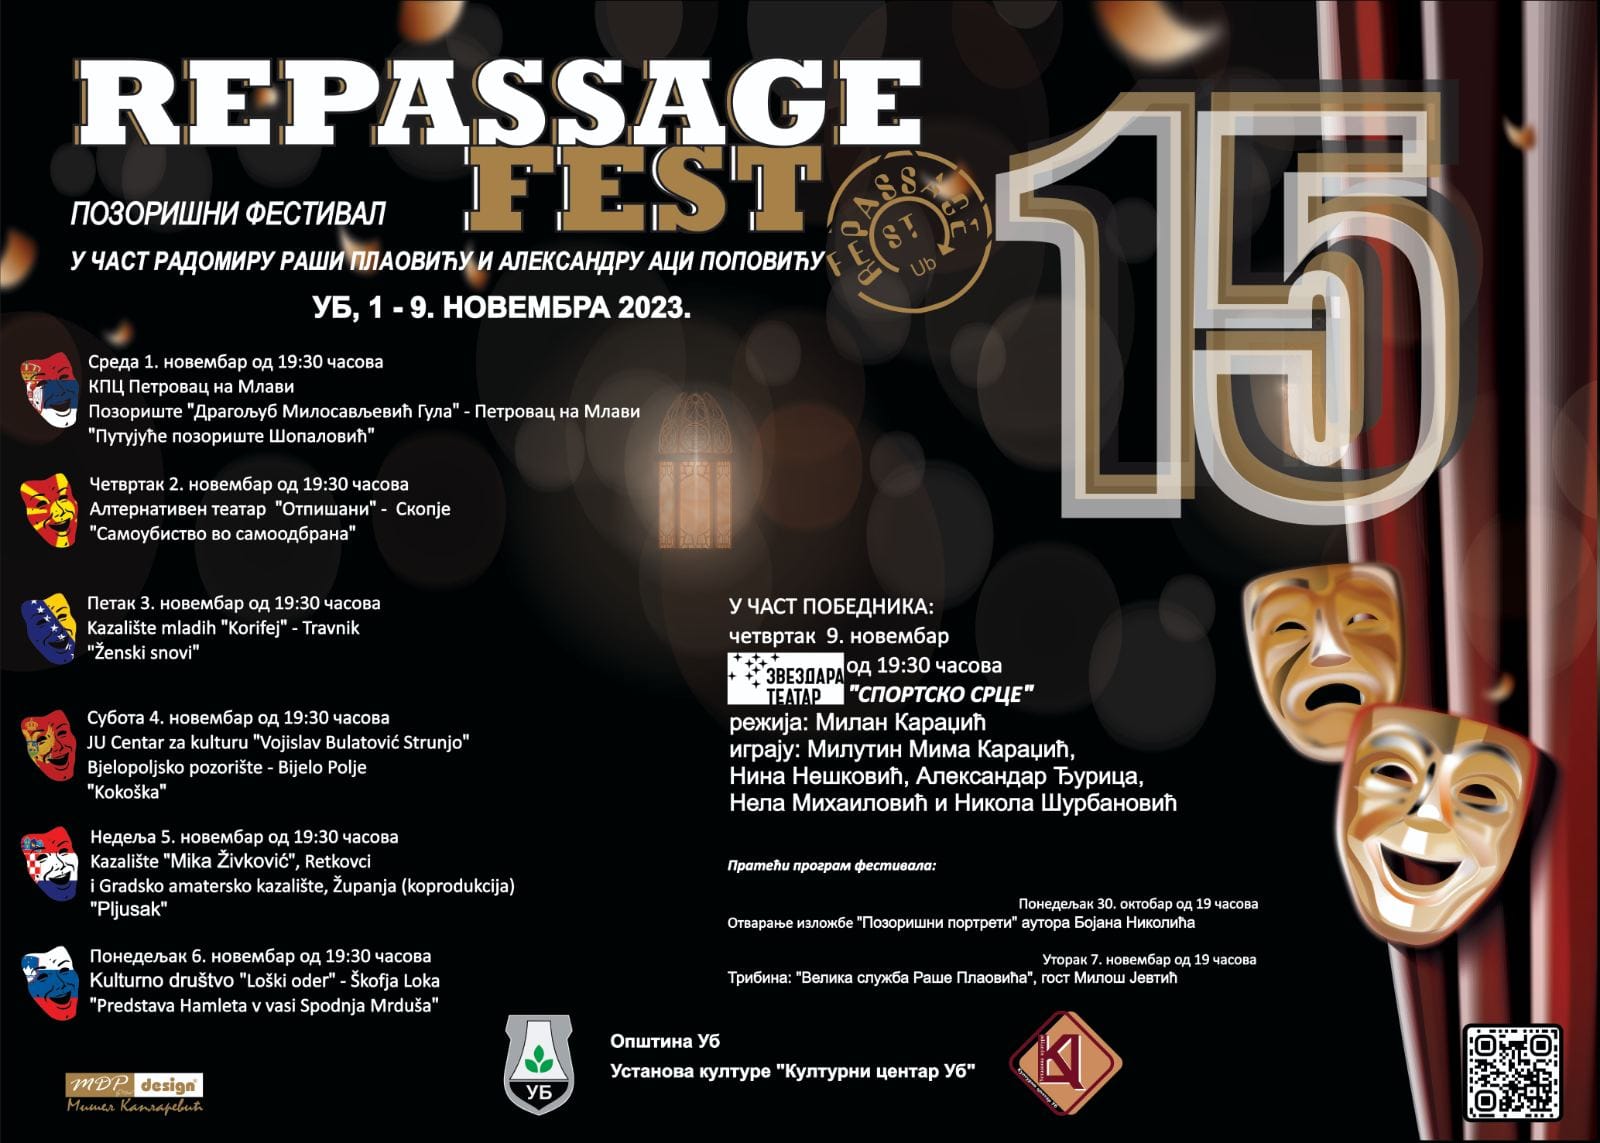 REPASSAGE
FEST
15
REPASSAGE
FEST
Ub
ПОЗОРИШНИ ФЕСТИВАЛ
У ЧАСТ РАДОМИРУ РАШИ ПЛАОВИЋУ И АЛЕКСАНДРУ АЦИ ПОПОВИЋУ
УБ, 1 - 9. НОВЕМБРА 2023.
Среда 1. новембар од 19:30 часова
КПЦ Петровац на Млави
Позориште "Драгољуб Милосављевић Гула" - Петровац на Млави
"Путујуће позориште Шопаловић"
Четвртак 2. новембар од 19:30 часова
Алтернативен театар "Отпишани" - Скопје
"Самоубиство во самоодбрана"
Петак 3. новембар од 19:30 часова
Kazalište mladih "Korifej" - Travnik
"Ženski snovi"
Субота 4. новембар од 19:30 часова
JU Centar za kulturu "Vojislav Bulatović Strunjo"
Bjelopoljsko pozorište - Bijelo Polje
"Kokoška"
Недеља 5. новембар од 19:30 часова
Kazalište "Mika Živković", Retkovci
i Gradsko amatersko kazalište, Županja (koprodukcija)
"Pljusak"
Понедељак 6. новембар од 19:30 часова
Kulturno društvo "Loški oder" - Škofja Loka
"Predstava Hamleta v vasi Spodnja Mrduša"
У ЧАСТ ПОБЕДНИКА:
четвртак 9. новембар
ЗВЕЗДАРА ТЕАТАР од 19:30 часова
"СПОРТСКО СРЦЕ"
режија: Милан Караџић
играју: Милутин Мима Караџић,
Нина Нешковић, Александар Ђурица,
Нела Михаиловић и Никола Шурбановић
Пратећи програм фестивала:
Понедељак 30. октобар од 19 часова
Отварање изложбе "Позоришни портрети" аутора Бојана Николића
Уторак 7. новембар од 19 часова
Трибина: "Велика служба Раше Плаовића", гост Милош Јевтић
MDP design
Мишел Капларевић
УБ
Општина Уб
Установа културе "Културни центар Уб"